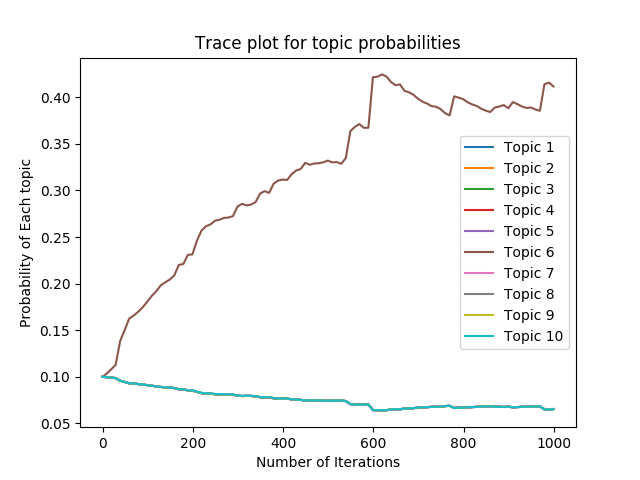 Trace plot for topic probabilities
Probability of Each topic
0.40
0.35
0.30
0.25
0.20
0.15
0.10
0.05
Topic 1
Topic 2
Topic 3
Topic 4
Topic 5
Topic 6
Topic 7
Topic 8
Topic 9
Topic 10
0 200 400 600 800 1000
Number of Iterations